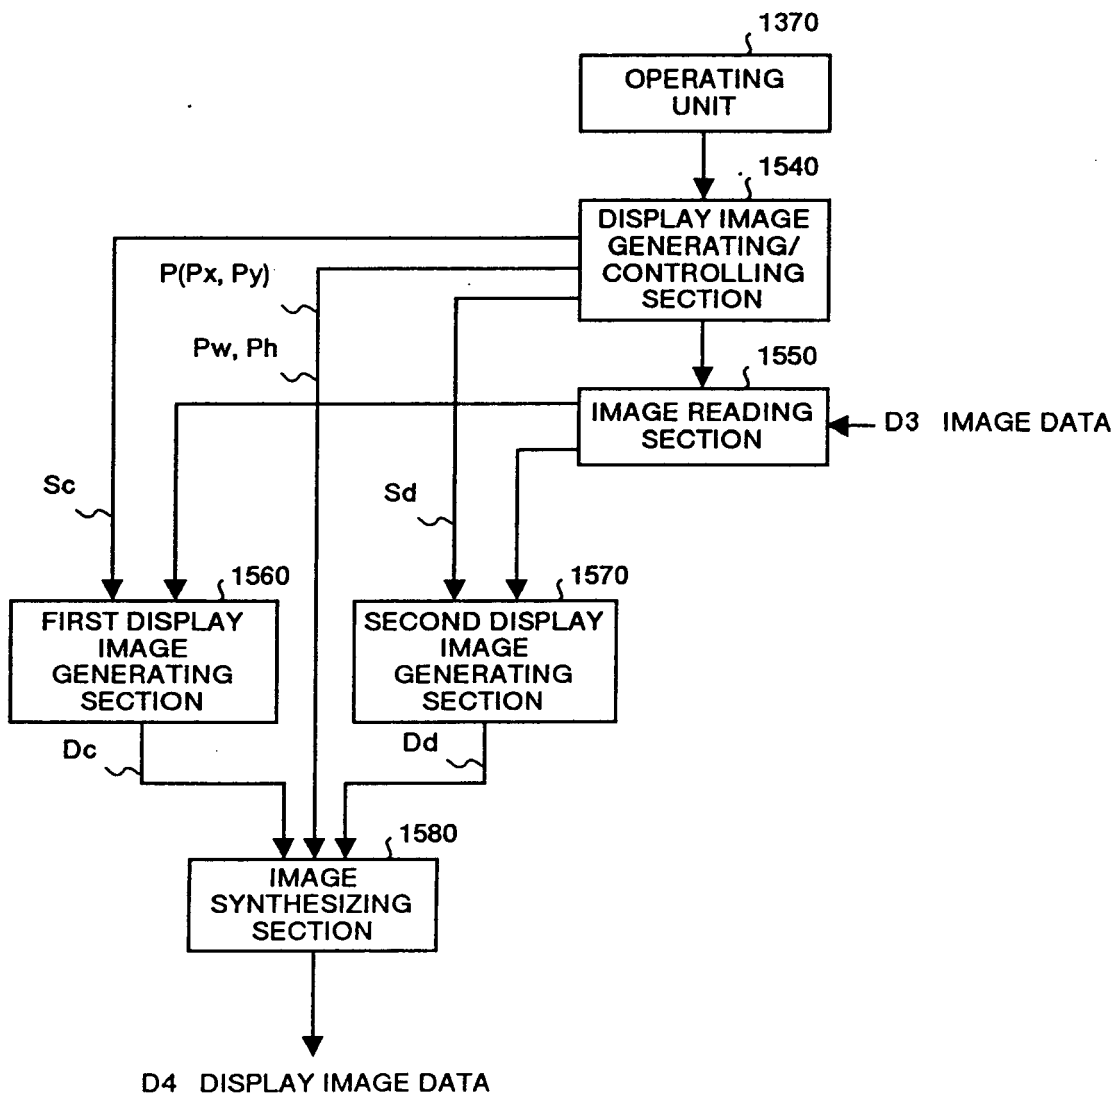 1370
OPERATING
UNIT
1540
DISPLAY IMAGE
GENERATING/
CONTROLLING
SECTION
P(Px, Py)
Pw, Ph
1550
IMAGE READING
SECTION
D3 IMAGE DATA
Sc
Sd
1560
FIRST DISPLAY
IMAGE
GENERATING
SECTION
1570
SECOND DISPLAY
IMAGE
GENERATING
SECTION
Dc
Dd
1580
IMAGE
SYNTHESIZING
SECTION
D4 DISPLAY IMAGE DATA